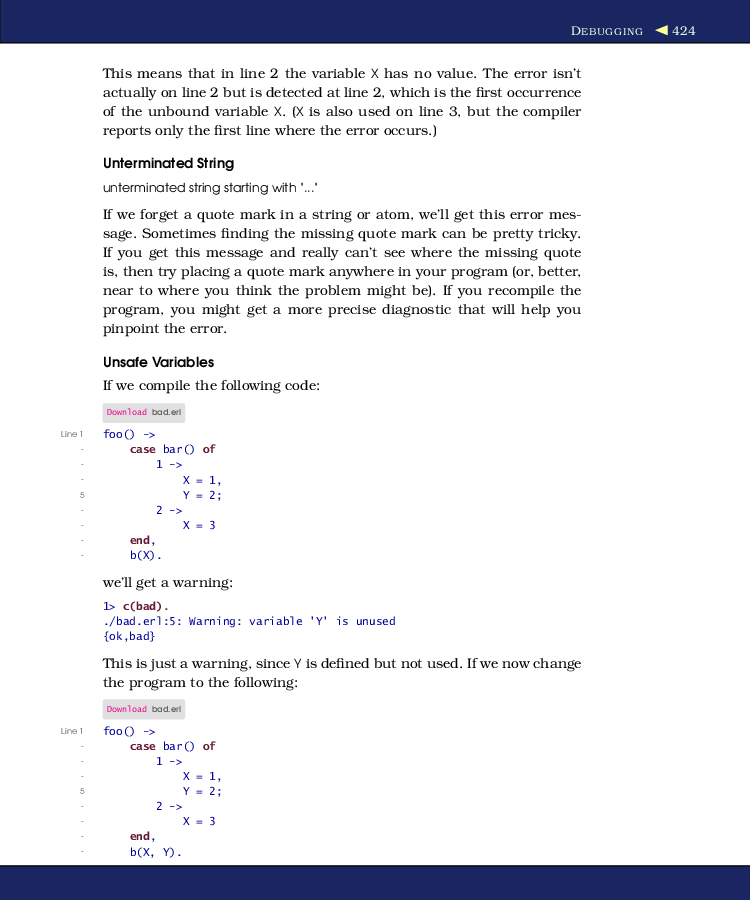 DEBUGGING ◀ 424
This means that in line 2 the variable X has no value. The error isn't
actually on line 2 but is detected at line 2, which is the first occurrence
of the unbound variable X. (X is also used on line 3, but the compiler
reports only the first line where the error occurs.)
Unterminated String
unterminated string starting with "..."
If we forget a quote mark in a string or atom, we'll get this error mes-
sage. Sometimes finding the missing quote mark can be pretty tricky.
If you get this message and really can't see where the missing quote
is, then try placing a quote mark anywhere in your program (or, better,
near to where you think the problem might be). If you recompile the
program, you might get a more precise diagnostic that will help you
pinpoint the error.
Unsafe Variables
If we compile the following code:
Download bad.erl
Line 1 foo() ->
- case bar() of
- 1 ->
- X = 1,
5 Y = 2;
- 2 ->
- X = 3
- end,
- b(X).
we'll get a warning:
1> c(bad).
./bad.erl:5: Warning: variable 'Y' is unused
{ok,bad}
This is just a warning, since Y is defined but not used. If we now change
the program to the following:
Download bad.erl
Line 1 foo() ->
- case bar() of
- 1 ->
- X = 1,
5 Y = 2;
- 2 ->
- X = 3
- end,
- b(X, Y).